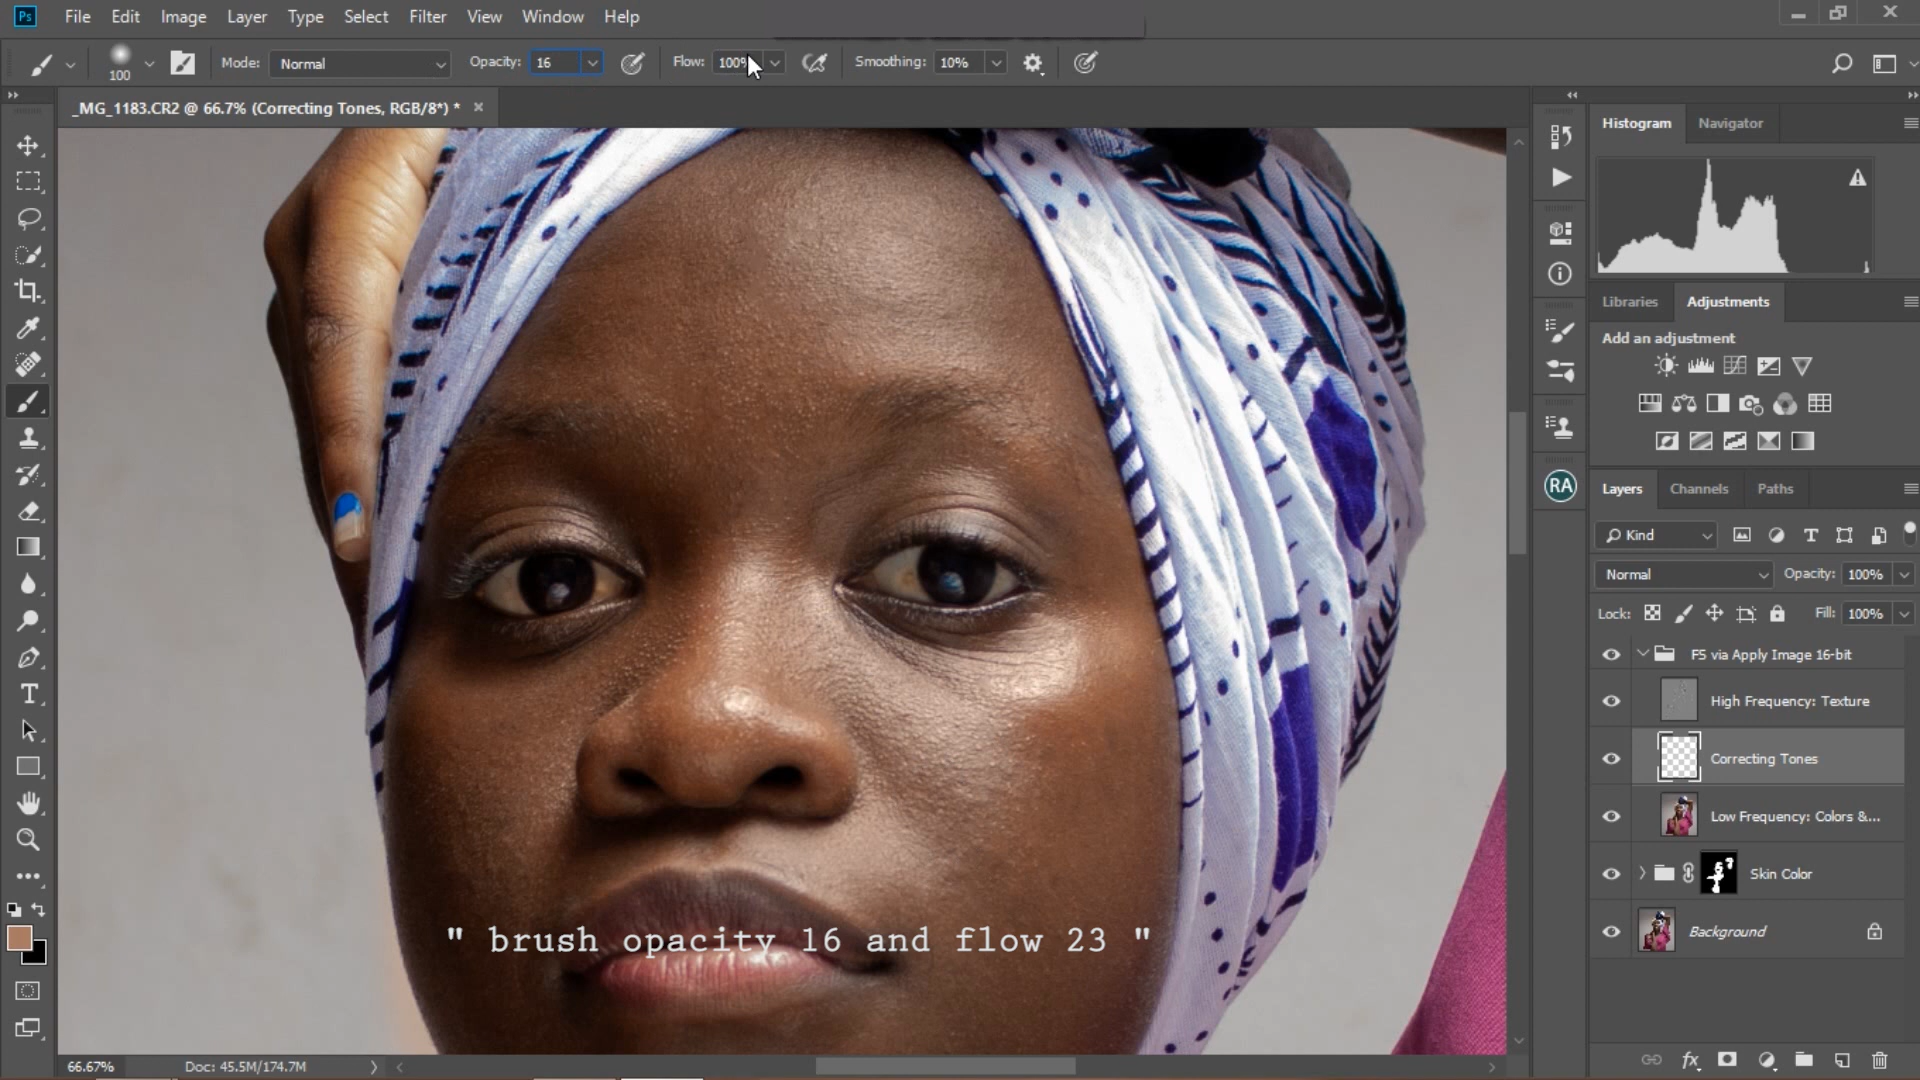 Ps File Edit Image Layer Type Select Filter View Window Help
100 Mode: Normal Opacity: 16 Flow: 100% Smoothing: 10%
_MG_1183.CR2 @ 66.7% (Correcting Tones, RGB/8*) *
Histogram Navigator
Libraries Adjustments
Add an adjustment
RA
Layers Channels Paths
Kind
Normal Opacity: 100%
Lock: Fill: 100%
FS via Apply Image 16-bit
High Frequency: Texture
Correcting Tones
Low Frequency: Colors &...
Skin Color
Background
" brush opacity 16 and flow 23 "
66.67% Doc: 45.5M/174.7M